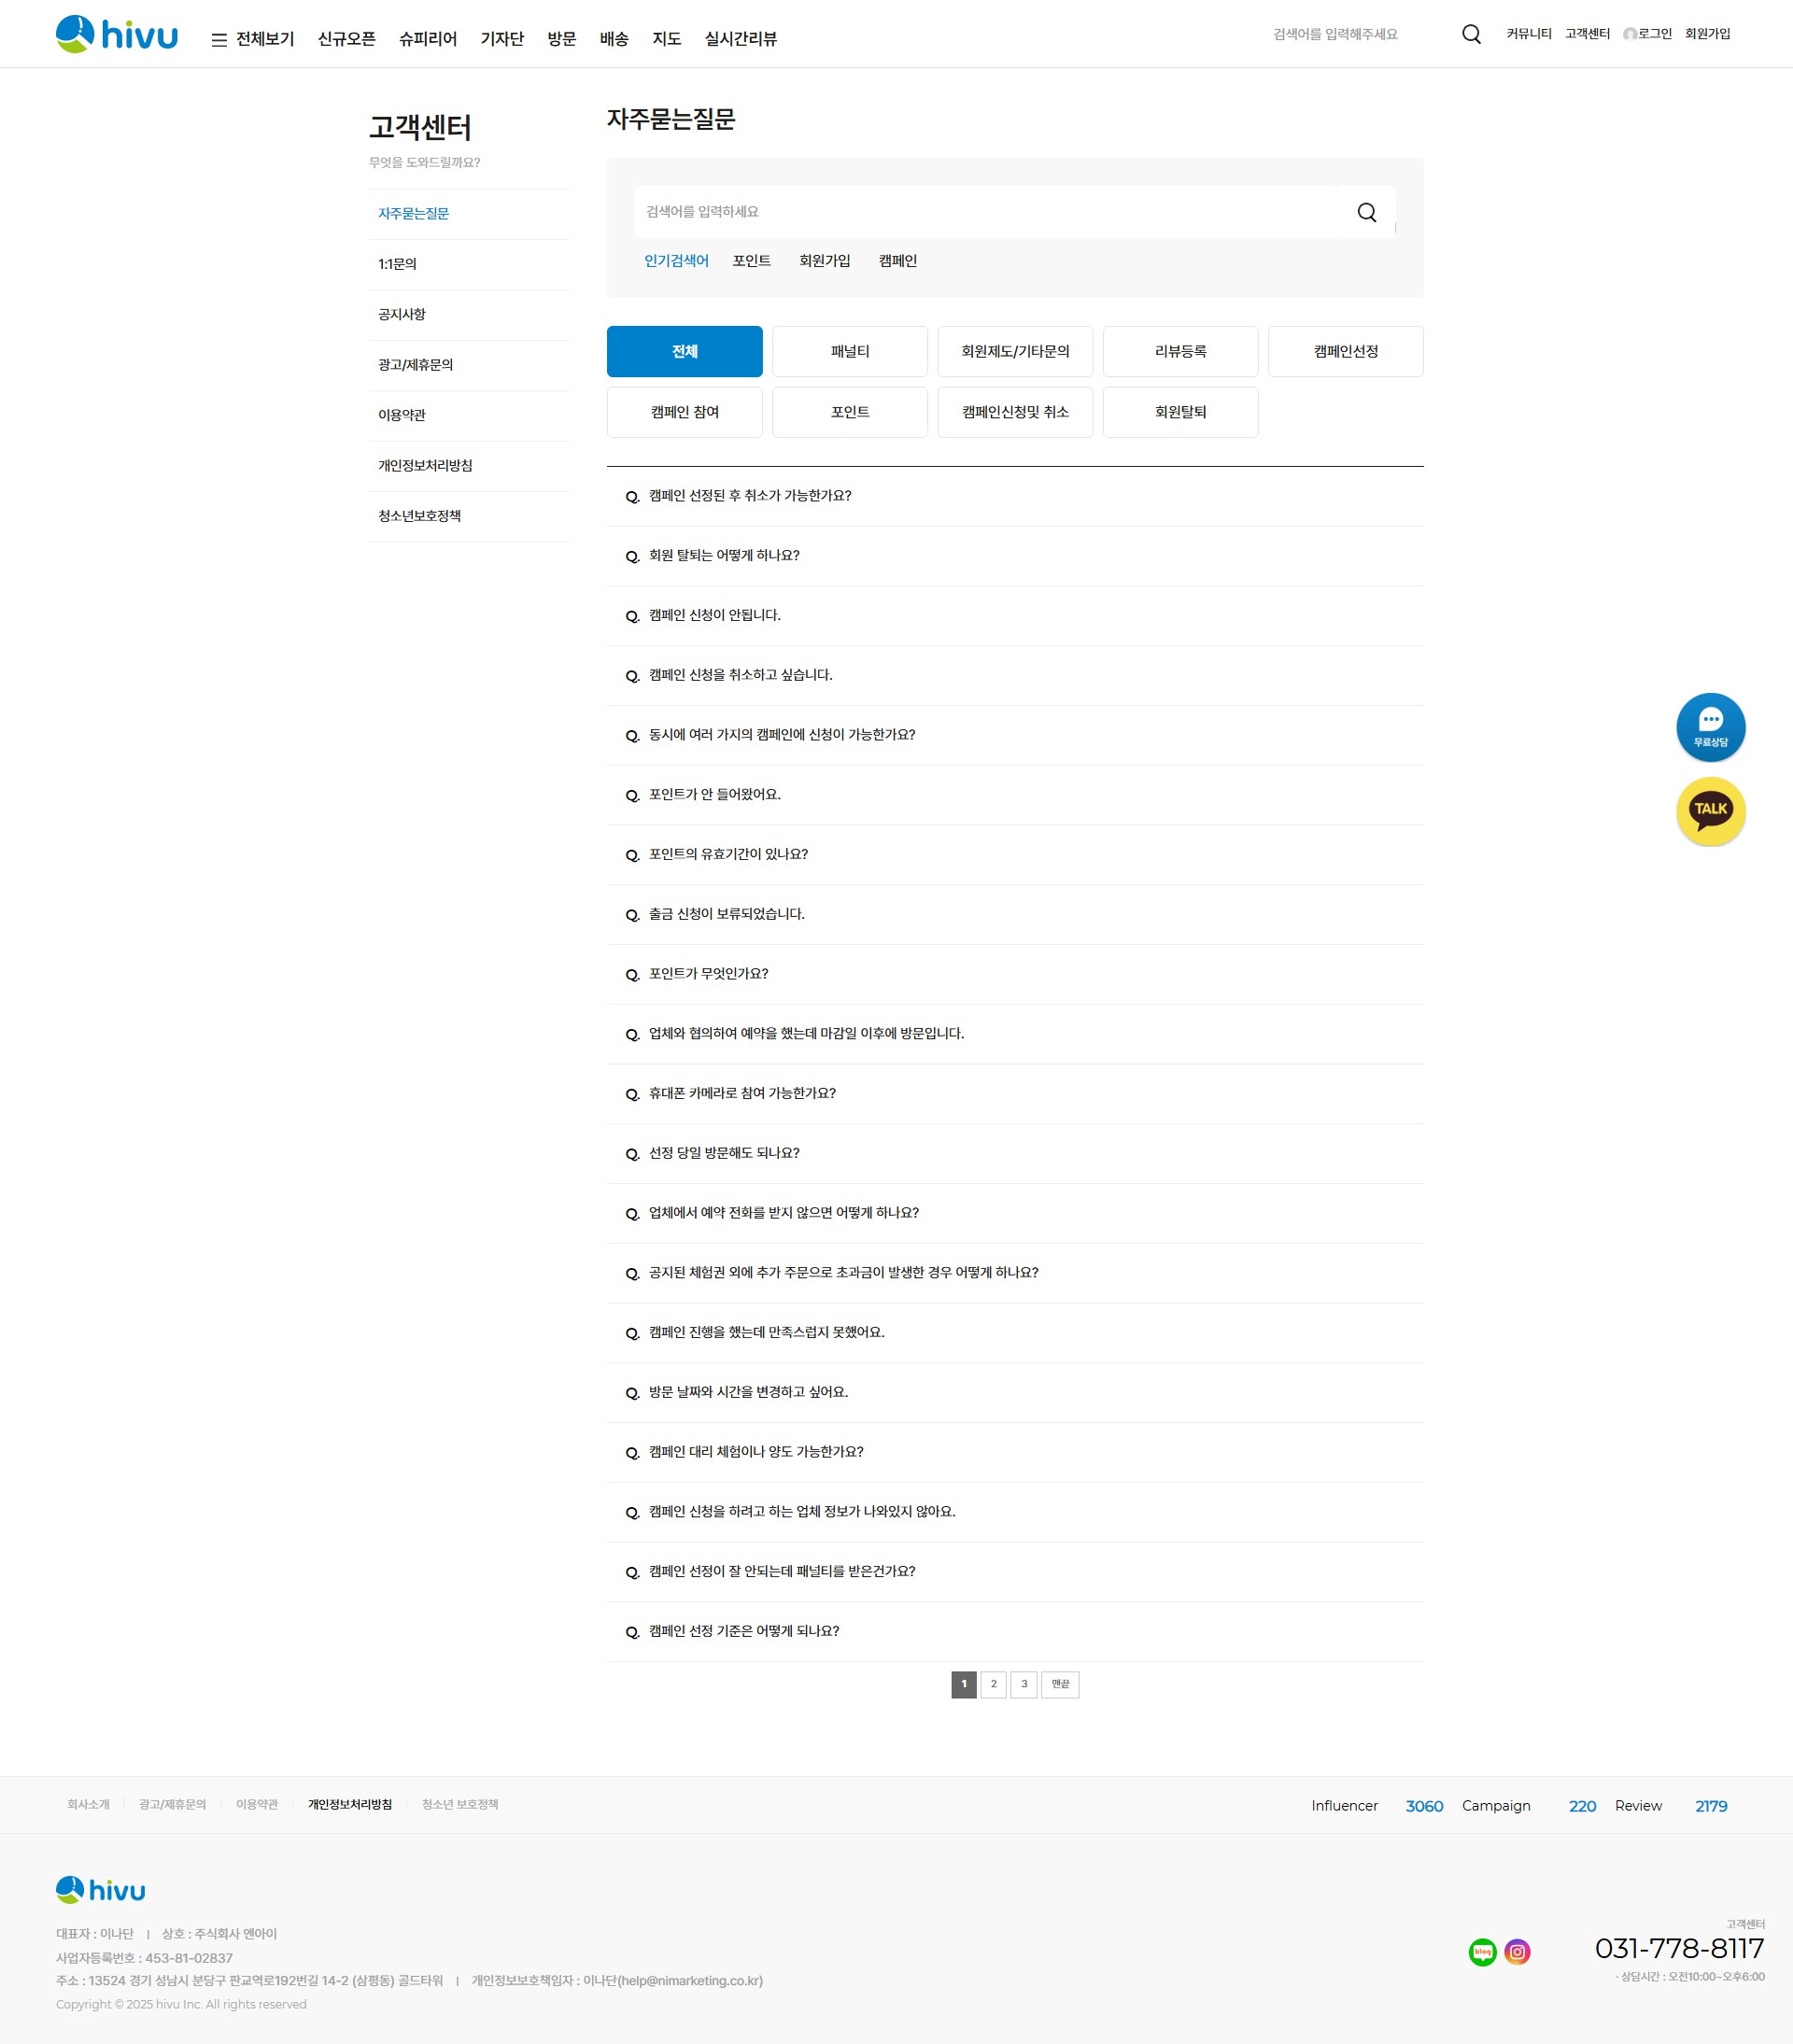 hivu
전체보기 신규오픈 슈피리어 기자단 방문 배송 지도 실시간리뷰
검색어를 입력해주세요
커뮤니티 고객센터 로그인 회원가입
고객센터
무엇을 도와드릴까요?
자주묻는질문
1:1문의
공지사항
광고/제휴문의
이용약관
개인정보처리방침
청소년보호정책
자주묻는질문
검색어를 입력하세요
인기검색어 포인트 회원가입 캠페인
전체 패널티 회원제도/기타문의 리뷰등록 캠페인선정
캠페인 참여 포인트 캠페인신청및 취소 회원탈퇴
Q. 캠페인 선정된 후 취소가 가능한가요?
Q. 회원 탈퇴는 어떻게 하나요?
Q. 캠페인 신청이 안됩니다.
Q. 캠페인 신청을 취소하고 싶습니다.
Q. 동시에 여러 가지의 캠페인에 신청이 가능한가요?
Q. 포인트가 안 들어왔어요.
Q. 포인트의 유효기간이 있나요?
Q. 출금 신청이 보류되었습니다.
Q. 포인트가 무엇인가요?
Q. 업체와 협의하여 예약을 했는데 마감일 이후에 방문입니다.
Q. 휴대폰 카메라로 참여 가능한가요?
Q. 선정 당일 방문해도 되나요?
Q. 업체에서 예약 전화를 받지 않으면 어떻게 하나요?
Q. 공지된 체험권 외에 추가 주문으로 초과금이 발생한 경우 어떻게 하나요?
Q. 캠페인 진행을 했는데 만족스럽지 못했어요.
Q. 방문 날짜와 시간을 변경하고 싶어요.
Q. 캠페인 대리 체험이나 양도 가능한가요?
Q. 캠페인 신청을 하려고 하는 업체 정보가 나와있지 않아요.
Q. 캠페인 선정이 잘 안되는데 패널티를 받은건가요?
Q. 캠페인 선정 기준은 어떻게 되나요?
1 2 3 맨끝
무료상담
TALK
회사소개 광고/제휴문의 이용약관 개인정보처리방침 청소년 보호정책
Influencer 3060 Campaign 220 Review 2179
hivu
대표자 : 이나단 | 상호 : 주식회사 엔아이
사업자등록번호 : 453-81-02837
주소 : 13524 경기 성남시 분당구 판교역로192번길 14-2 (삼평동) 골드타워 | 개인정보보호책임자 : 이나단(help@nimarketing.co.kr)
Copyright © 2025 hivu Inc. All rights reserved
blog
고객센터
031-778-8117
· 상담시간 : 오전10:00~오후6:00